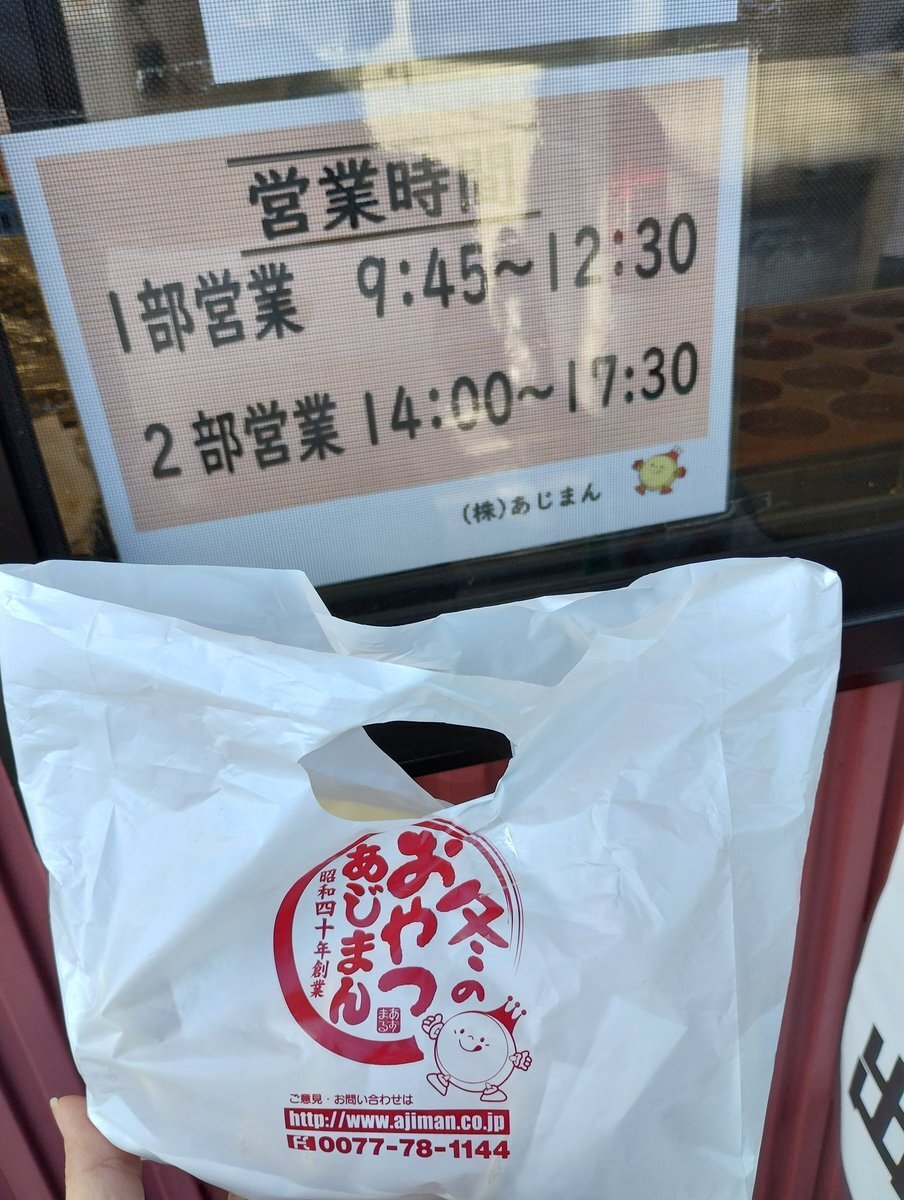 営業時間
1部営業 9:45~12:30
2部営業 14:00~17:30
(株)あじまん
冬の
おやつ
あじまん
昭和四十年創業
ご意見・お問い合わせは
http://www.ajiman.co.jp
0077-78-1144